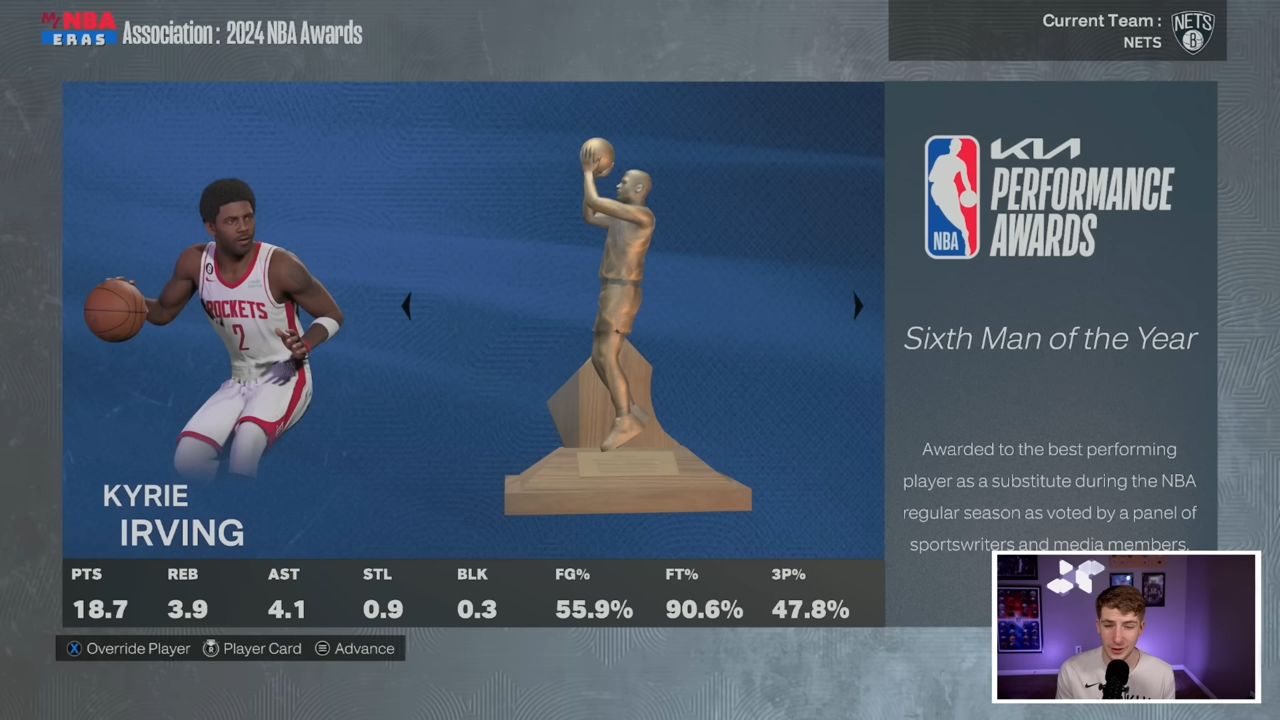 MyNBA
ERAS
Association : 2024 NBA Awards
Current Team :
NETS
NETS
B
ROCKETS
2
KYRIE
IRVING
NBA
KIA
PERFORMANCE
AWARDS
Sixth Man of the Year
Awarded to the best performing
player as a substitute during the NBA
regular season as voted by a panel of
sportswriters and media members.
PTS REB AST STL BLK FG% FT% 3P%
18.7 3.9 4.1 0.9 0.3 55.9% 90.6% 47.8%
X Override Player R Player Card Advance